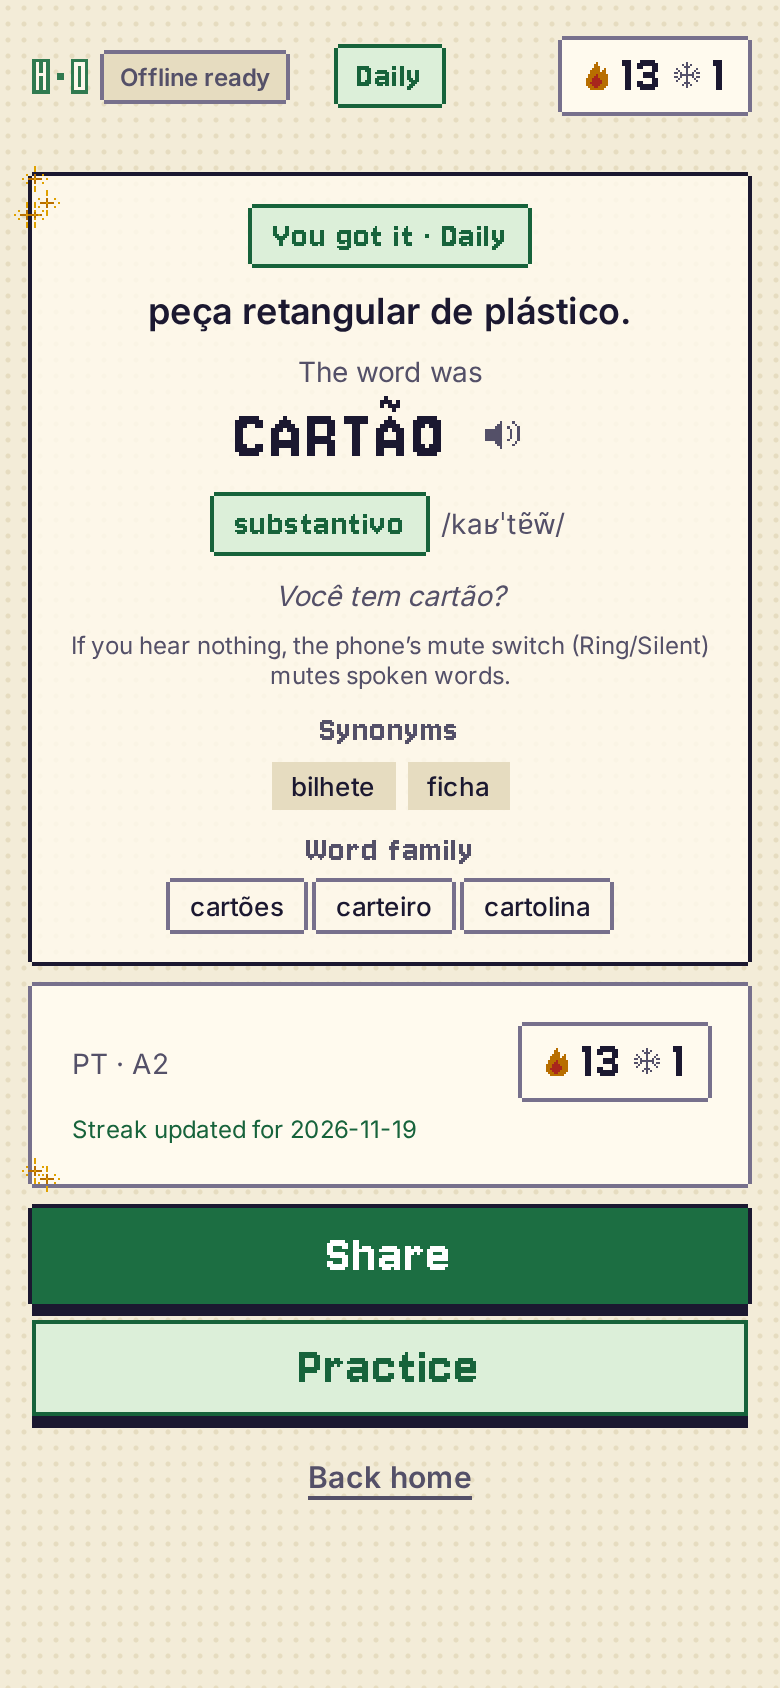 H·O
Offline ready
Daily
13 1
You got it · Daily
peça retangular de plástico.
The word was
CARTÃO
substantivo /kaʁˈtɐ̃w̃/
Você tem cartão?
If you hear nothing, the phone’s mute switch (Ring/Silent)
mutes spoken words.
Synonyms
bilhete ficha
Word family
cartões carteiro cartolina
PT · A2
13 1
Streak updated for 2026-11-19
Share
Practice
Back home